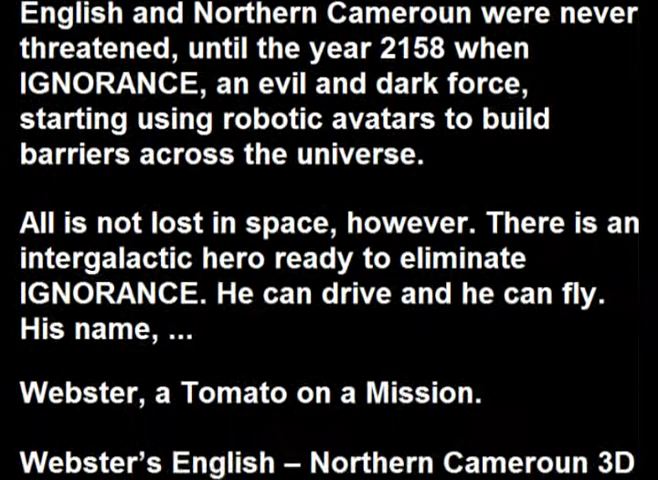 English and Northern Cameroun were never
threatened, until the year 2158 when
IGNORANCE, an evil and dark force,
starting using robotic avatars to build
barriers across the universe.
All is not lost in space, however. There is an
intergalactic hero ready to eliminate
IGNORANCE. He can drive and he can fly.
His name, ...
Webster, a Tomato on a Mission.
Webster’s English – Northern Cameroun 3D